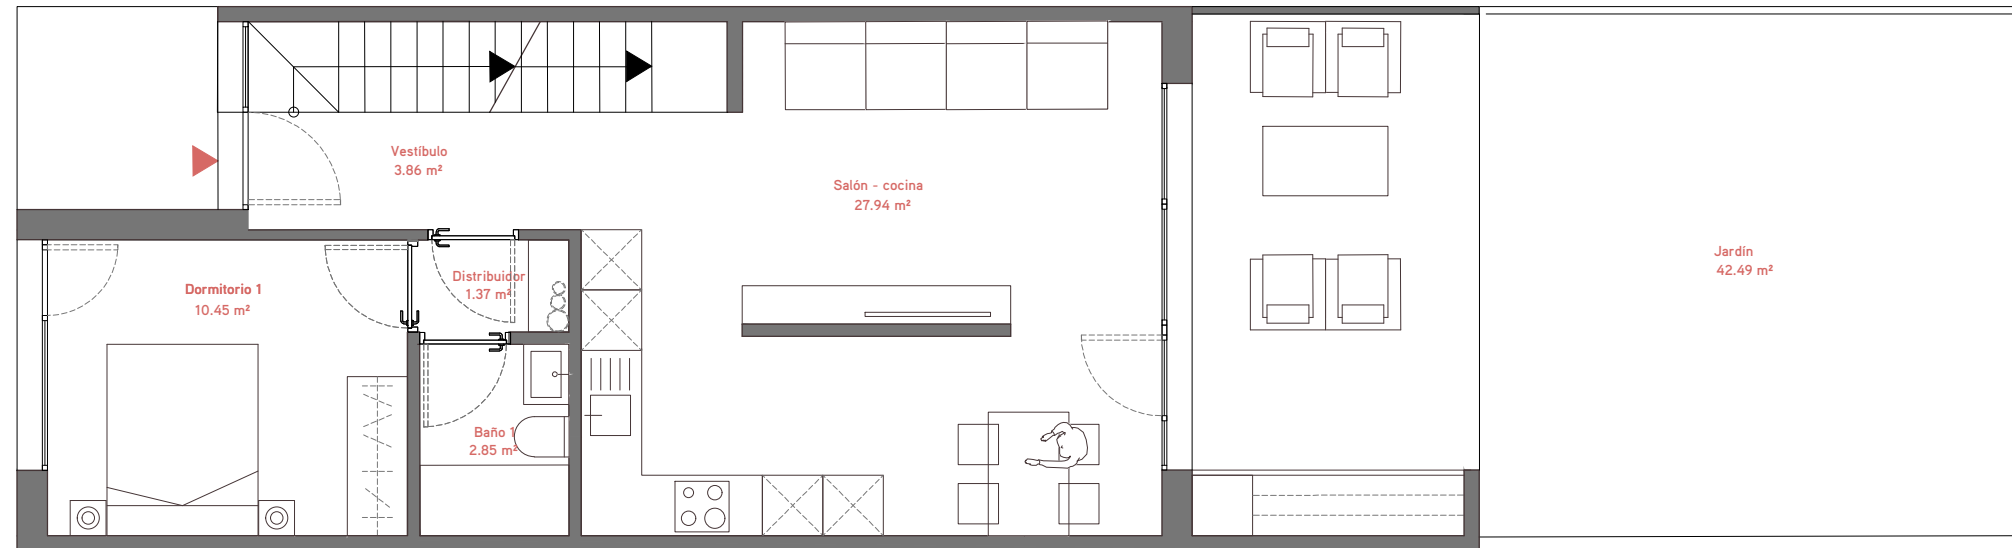 Vestíbulo
3.86 m²
Salón - cocina
27.94 m²
Jardín
42.49 m²
Distribuidor
1.37 m²
Dormitorio 1
10.45 m²
Baño 1
2.85 m²